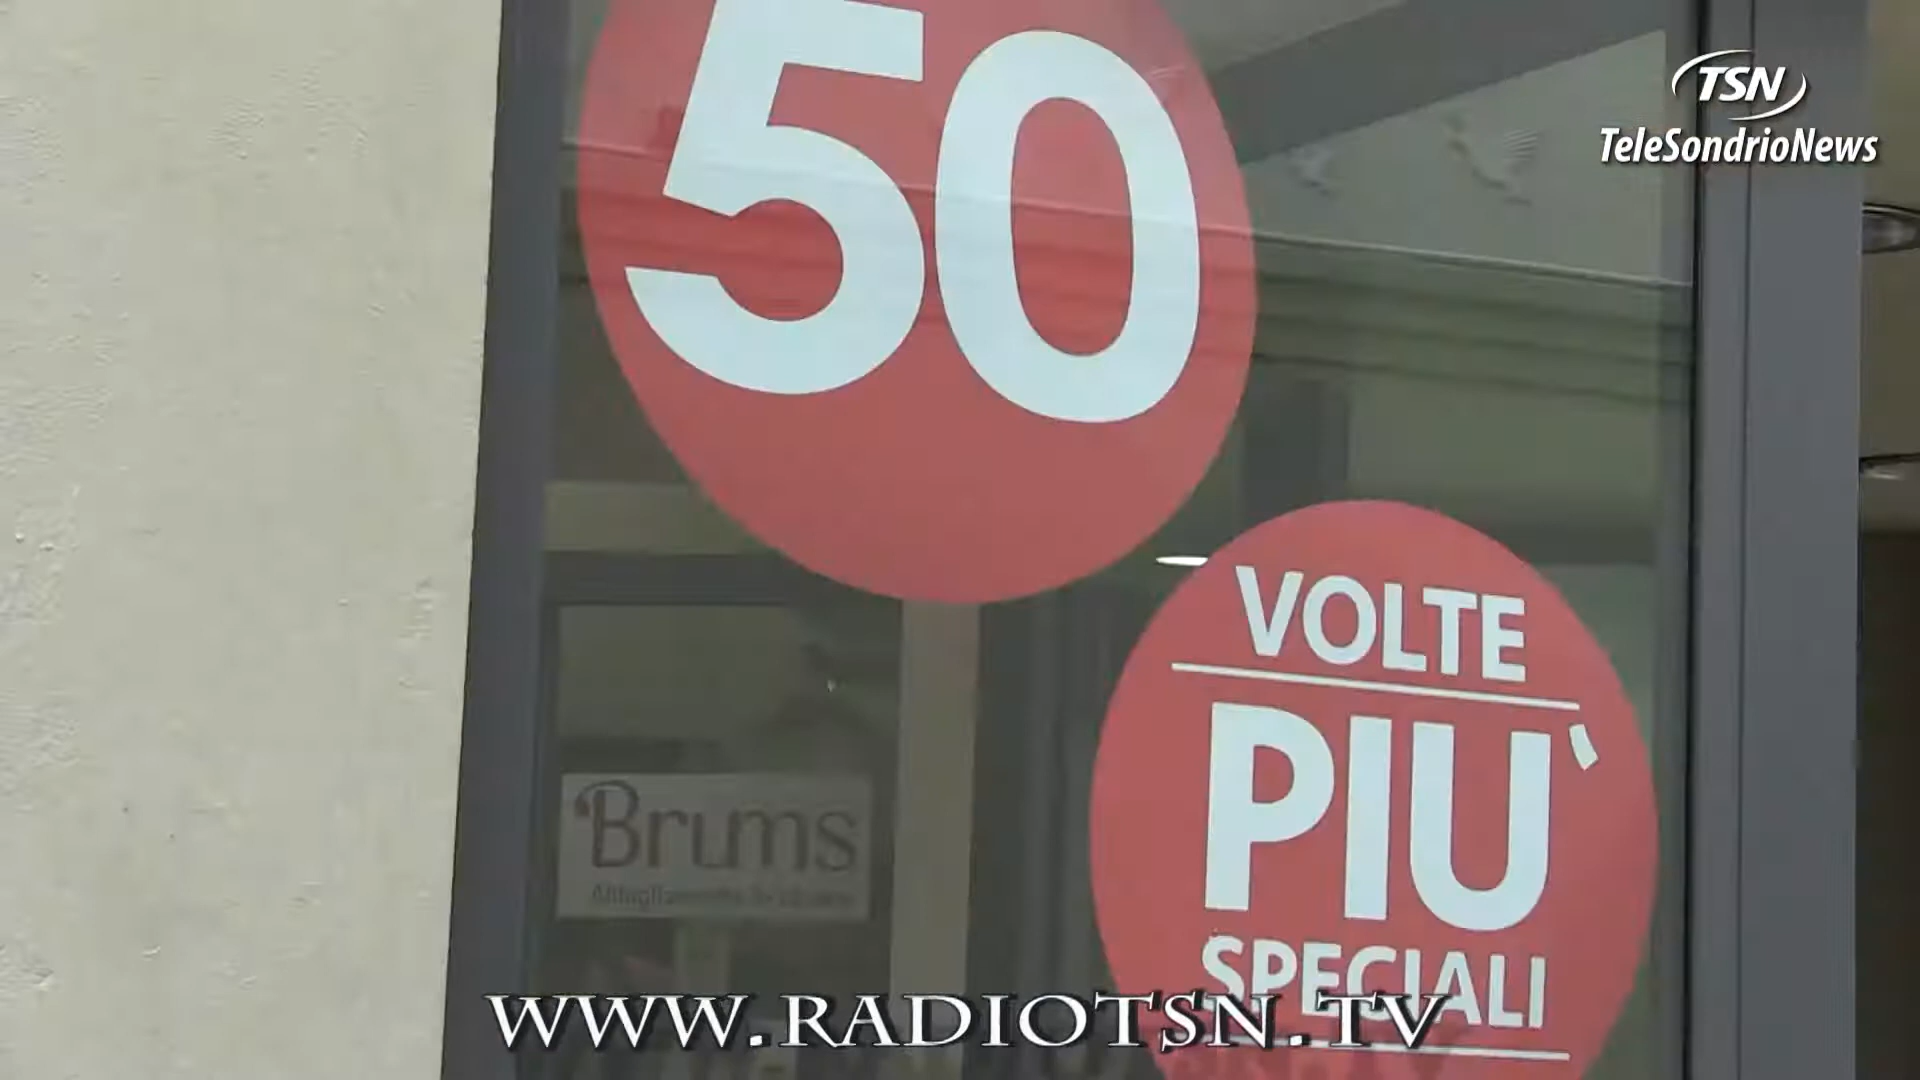 50
TSN
TeleSondrioNews
VOLTE
PIU`
SPECIALI
Brums
WWW.RADIOTSN.TV